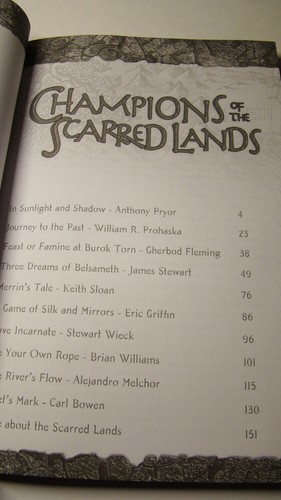 CHAMPIONS
OF THE
SCARRED LANDS
In Sunlight and Shadow - Anthony Pryor 4
Journey to the Past - William R. Prohaska 23
Feast or Famine at Burok Torn - Gherbod Fleming 38
Three Dreams of Belsameth - James Stewart 49
Merrin's Tale - Keith Sloan 76
Game of Silk and Mirrors - Eric Griffin 86
Incarnate - Stewart Wieck 96
Your Own Rope - Brian Williams 101
River's Flow - Alejandro Melchor 115
Mark - Carl Bowen 130
about the Scarred Lands 151